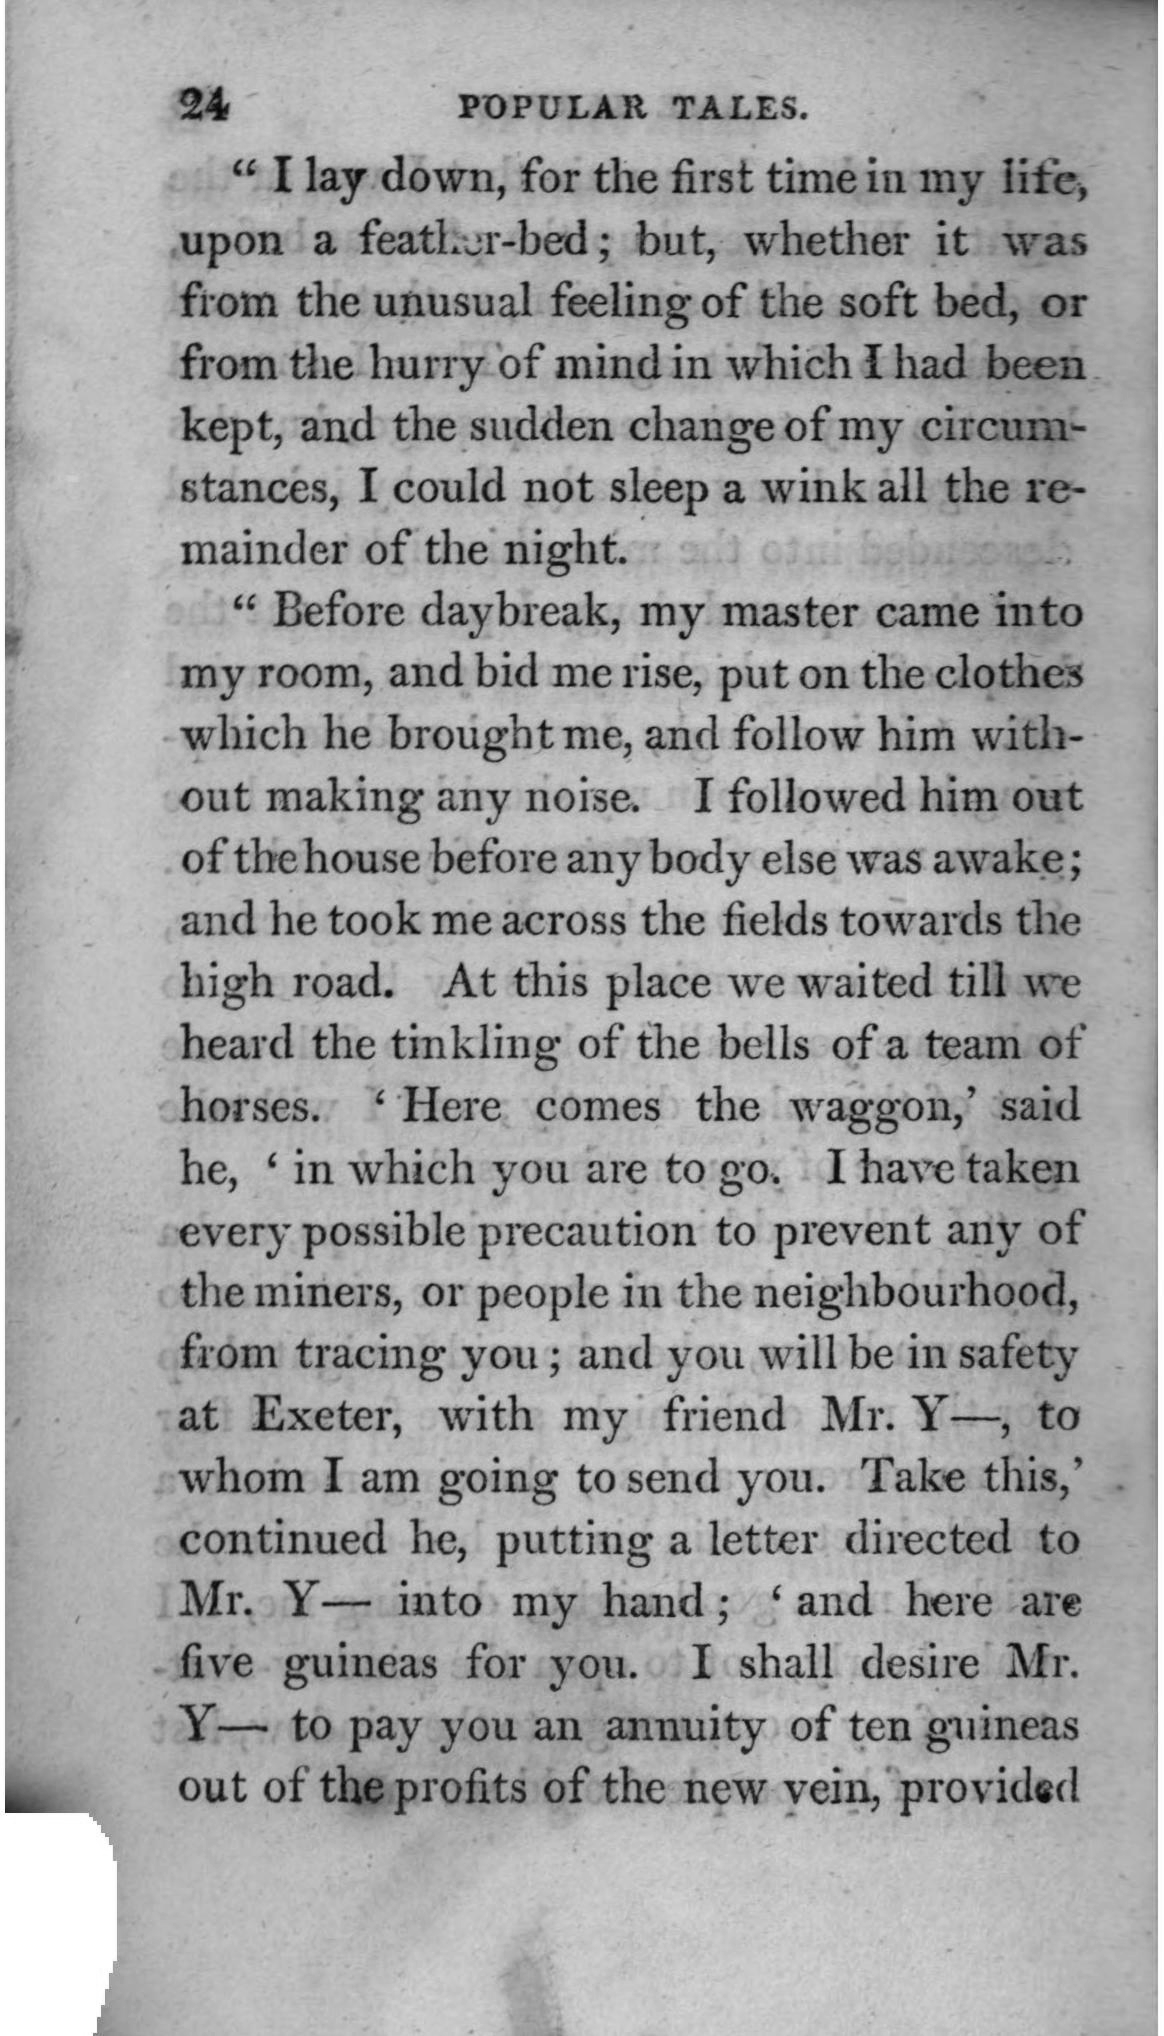 24 POPULAR TALES.
“ I lay down, for the first time in my life,
upon a feather-bed; but, whether it was
from the unusual feeling of the soft bed, or
from the hurry of mind in which I had been
kept, and the sudden change of my circum-
stances, I could not sleep a wink all the re-
mainder of the night.
“ Before daybreak, my master came into
my room, and bid me rise, put on the clothes
which he brought me, and follow him with-
out making any noise. I followed him out
of the house before any body else was awake;
and he took me across the fields towards the
high road. At this place we waited till we
heard the tinkling of the bells of a team of
horses. ‘ Here comes the waggon,’ said
he, ‘ in which you are to go. I have taken
every possible precaution to prevent any of
the miners, or people in the neighbourhood,
from tracing you; and you will be in safety
at Exeter, with my friend Mr. Y—, to
whom I am going to send you. Take this,’
continued he, putting a letter directed to
Mr. Y— into my hand; ‘ and here are
five guineas for you. I shall desire Mr.
Y— to pay you an annuity of ten guineas
out of the profits of the new vein, provided